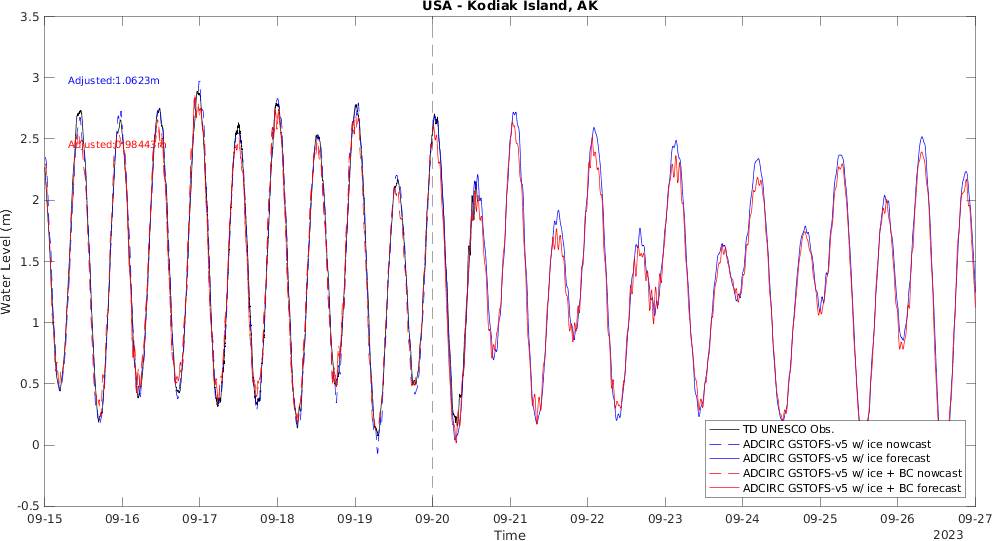 USA - Kodiak Island, AK
3.5
3
2.5
2
1.5
1
0.5
0
-0.5
Water Level (m)
Adjusted:1.0623m
Adjusted:0.98443m
TD UNESCO Obs.
ADCIRC GSTOFS-v5 w/ ice nowcast
ADCIRC GSTOFS-v5 w/ ice forecast
ADCIRC GSTOFS-v5 w/ ice + BC nowcast
ADCIRC GSTOFS-v5 w/ ice + BC forecast
09-15 09-16 09-17 09-18 09-19 09-20 09-21 09-22 09-23 09-24 09-25 09-26 09-27
Time
2023